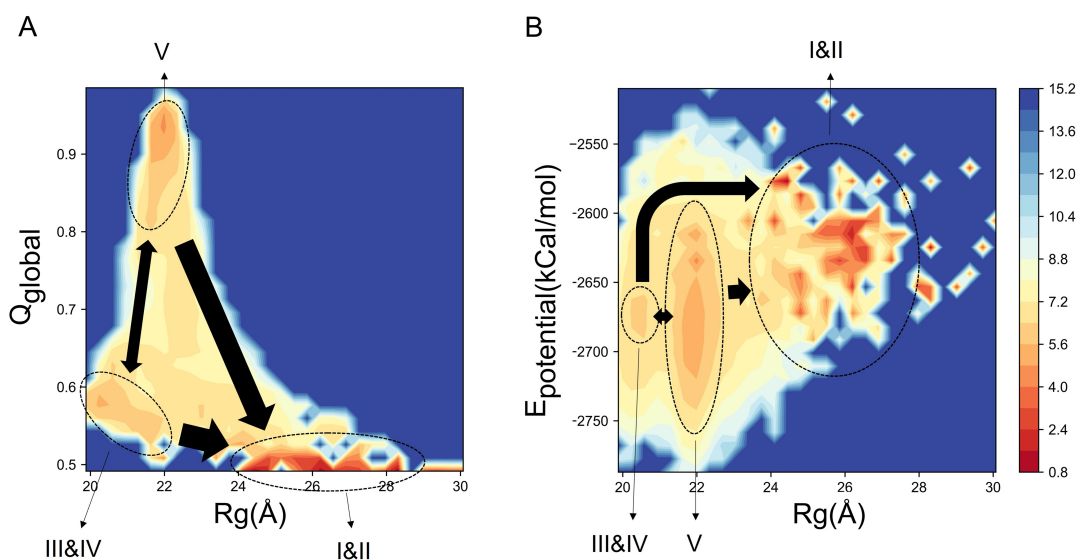 A
B
V
I&II
Qglobal
0.9
0.8
0.7
0.6
0.5
20 22 24 26 28 30
Rg(Å)
III&IV
I&II
Epotential(kCal/mol)
−2550
−2600
−2650
−2700
−2750
20 22 24 26 28 30
Rg(Å)
III&IV
V
15.2
13.6
12.0
10.4
8.8
7.2
5.6
4.0
2.4
0.8